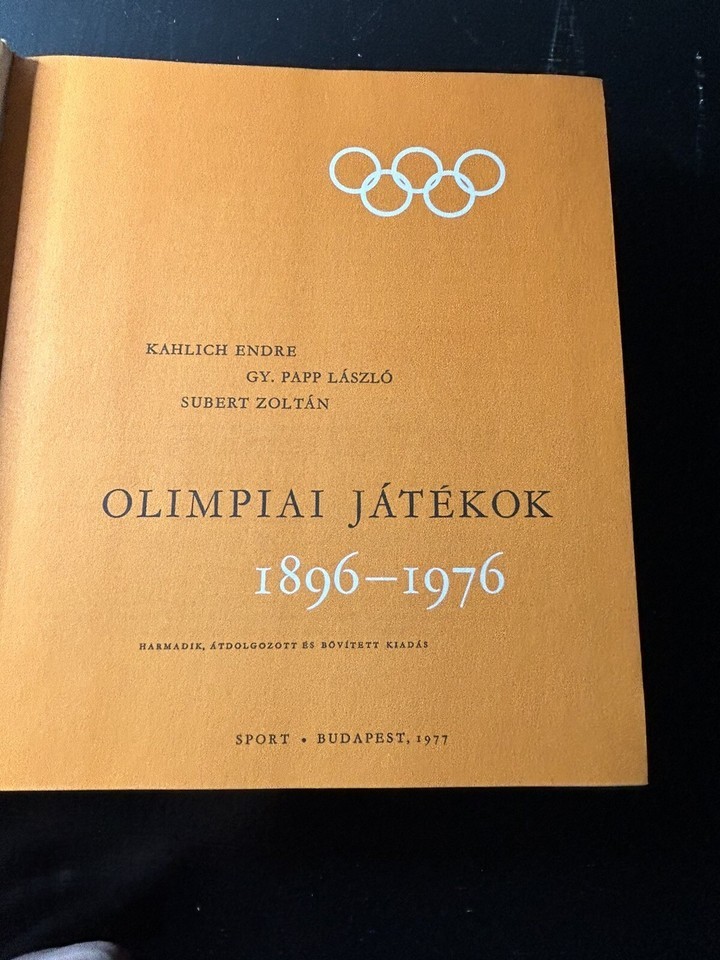 KAHLICH ENDRE
GY. PAPP LÁSZLÓ
SUBERT ZOLTÁN
OLIMPIAI JÁTÉKOK
1896–1976
HARMADIK, ÁTDOLGOZOTT ÉS BŐVÍTETT KIADÁS
SPORT • BUDAPEST, 1977